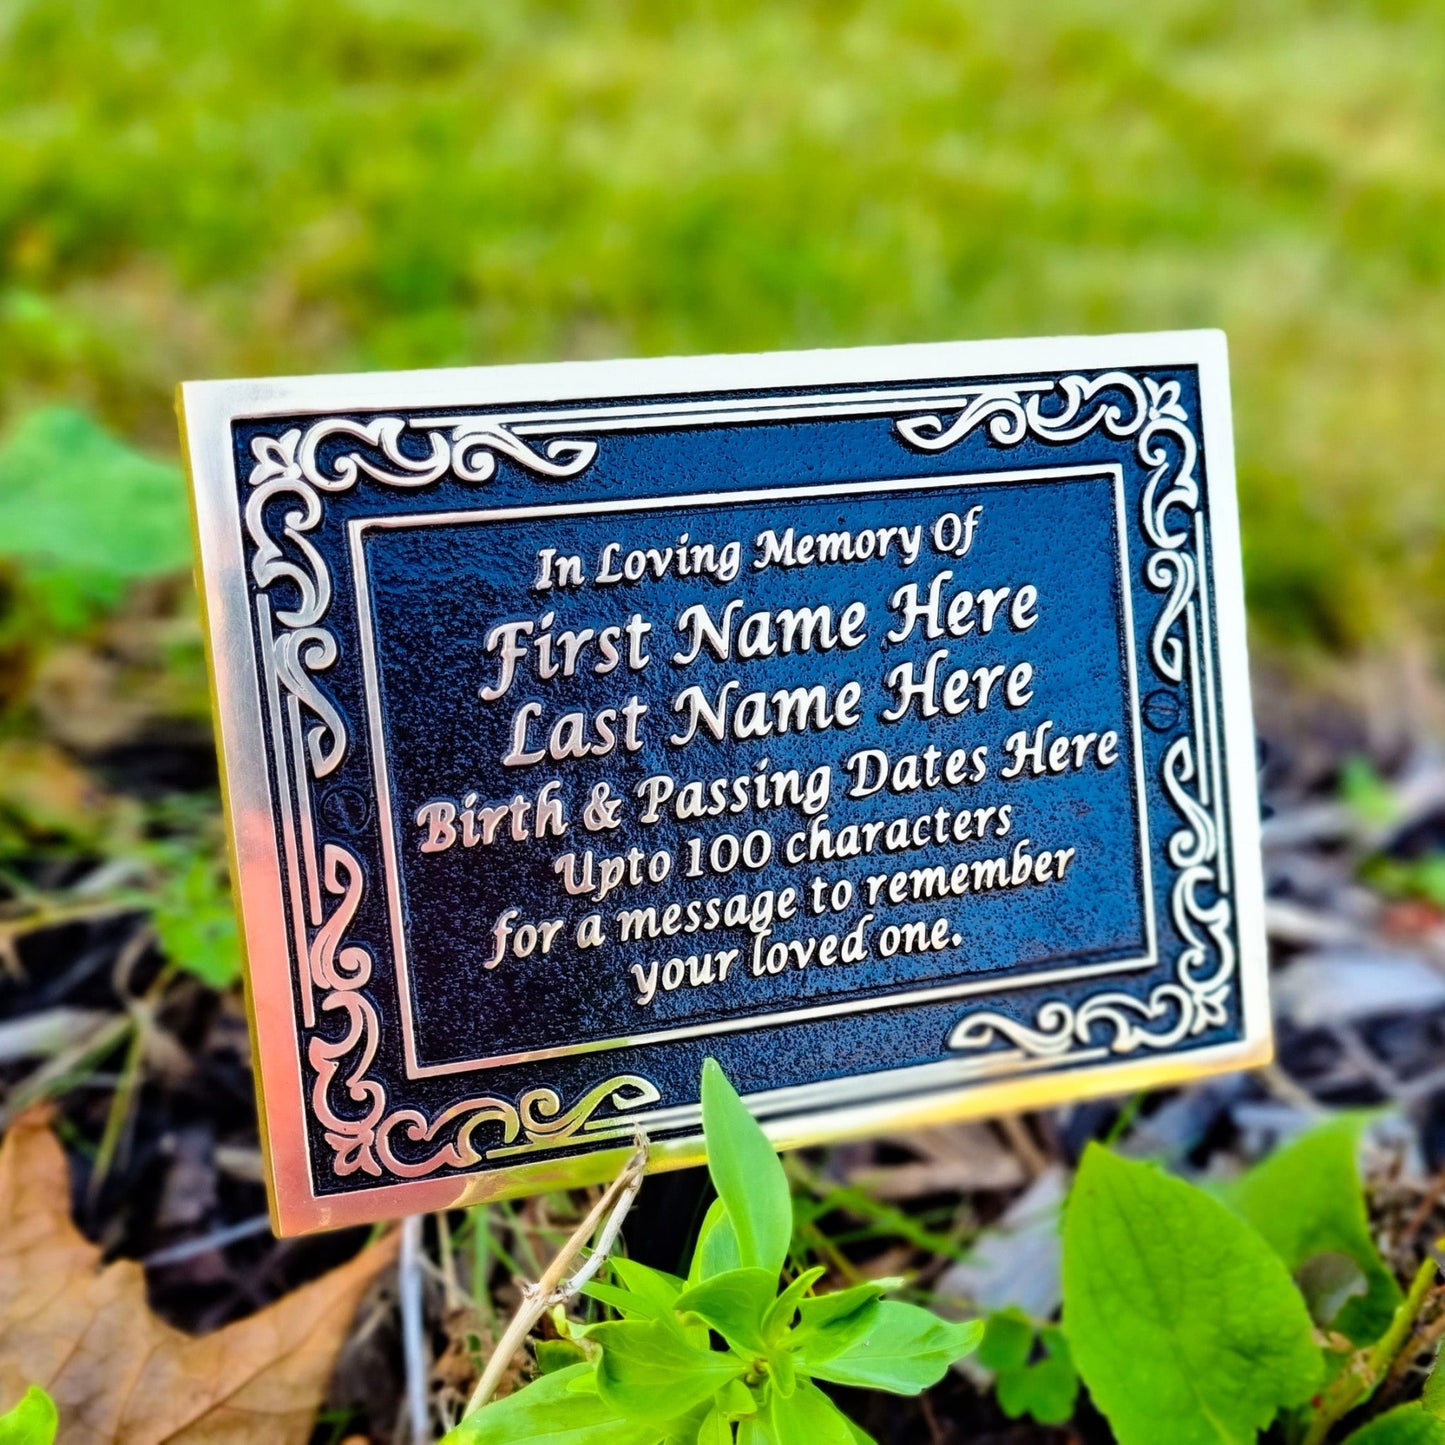 In Loving Memory Of
First Name Here
Last Name Here
Birth & Passing Dates Here
Upto 100 characters
for a message to remember
your loved one.